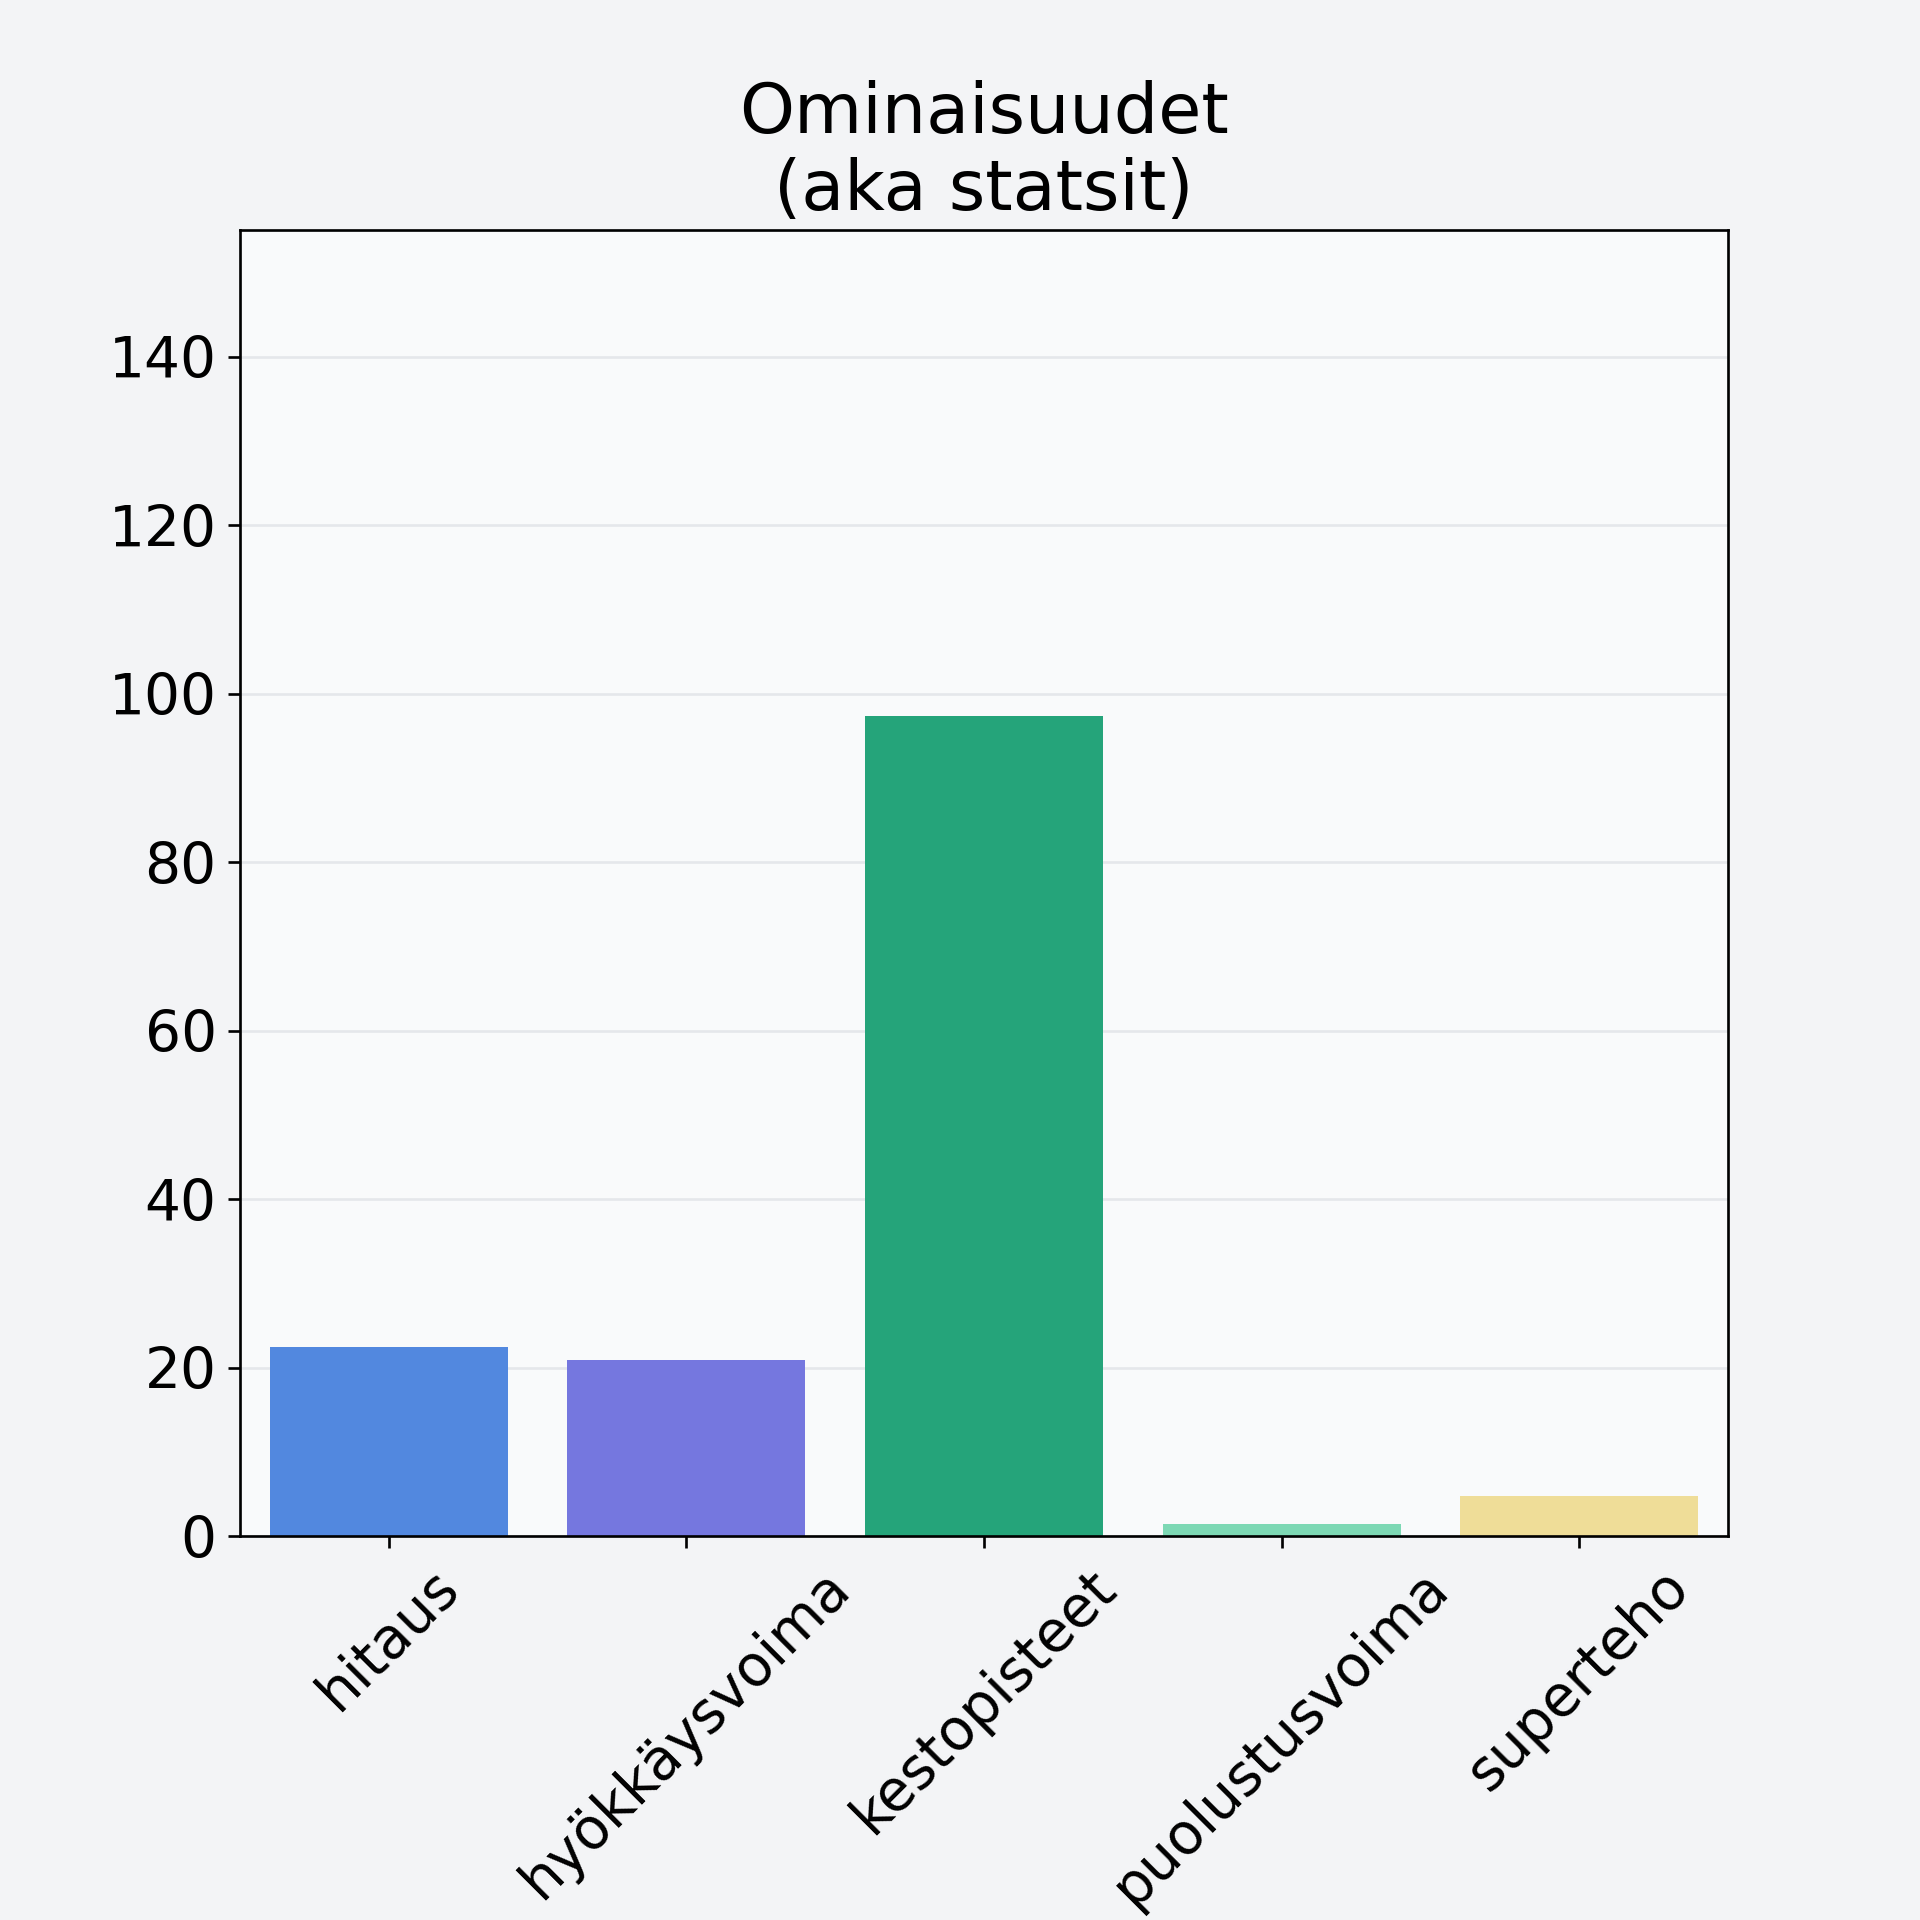 Ominaisuudet
(aka statsit)
140
120
100
80
60
40
20
0
hitaus
hyökkäysvoima
kestopisteet
puolustusvoima
superteho